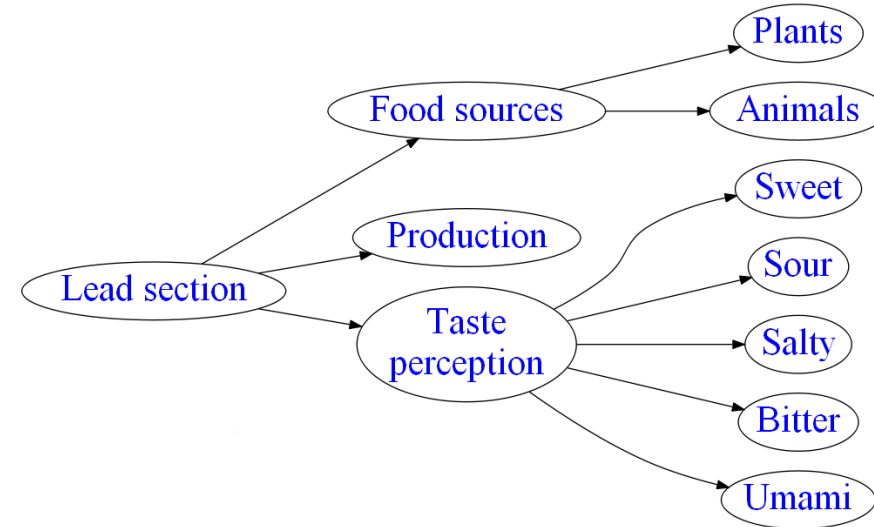 Plants
Food sources
Animals
Sweet
Production
Sour
Lead section
Taste
perception
Salty
Bitter
Umami